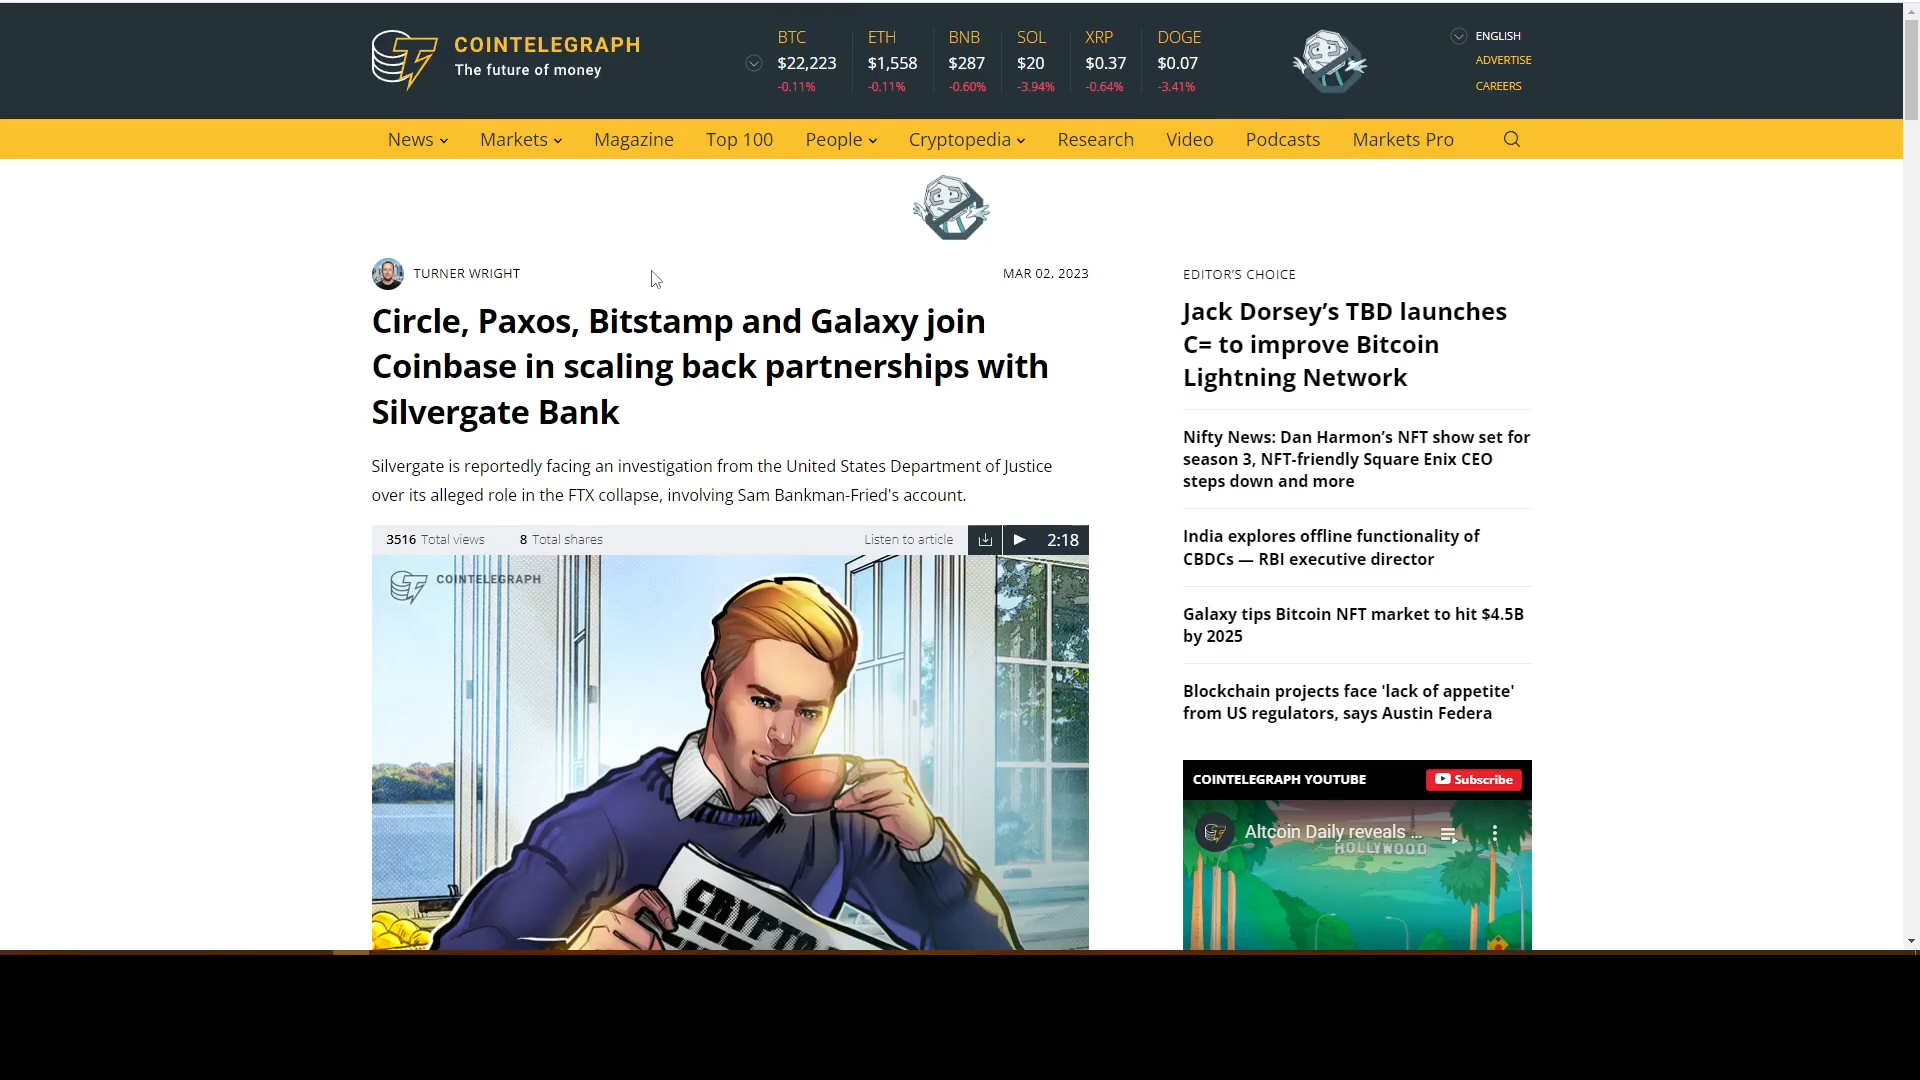 COINTELEGRAPH
The future of money
BTC
$22,223
-0.11%
ETH
$1,558
-0.11%
BNB
$287
-0.60%
SOL
$20
-3.94%
XRP
$0.37
-0.64%
DOGE
$0.07
-3.41%
ENGLISH
ADVERTISE
CAREERS
News Markets Magazine Top 100 People Cryptopedia Research Video Podcasts Markets Pro
TURNER WRIGHT
MAR 02, 2023
Circle, Paxos, Bitstamp and Galaxy join
Coinbase in scaling back partnerships with
Silvergate Bank
Silvergate is reportedly facing an investigation from the United States Department of Justice
over its alleged role in the FTX collapse, involving Sam Bankman-Fried's account.
3516 Total views 8 Total shares Listen to article 2:18
COINTELEGRAPH
CRYPTO
EDITOR’S CHOICE
Jack Dorsey’s TBD launches
C= to improve Bitcoin
Lightning Network
Nifty News: Dan Harmon’s NFT show set for
season 3, NFT-friendly Square Enix CEO
steps down and more
India explores offline functionality of
CBDCs — RBI executive director
Galaxy tips Bitcoin NFT market to hit $4.5B
by 2025
Blockchain projects face 'lack of appetite'
from US regulators, says Austin Federa
COINTELEGRAPH YOUTUBE
Subscribe
Altcoin Daily reveals ...
HOLLYWOOD